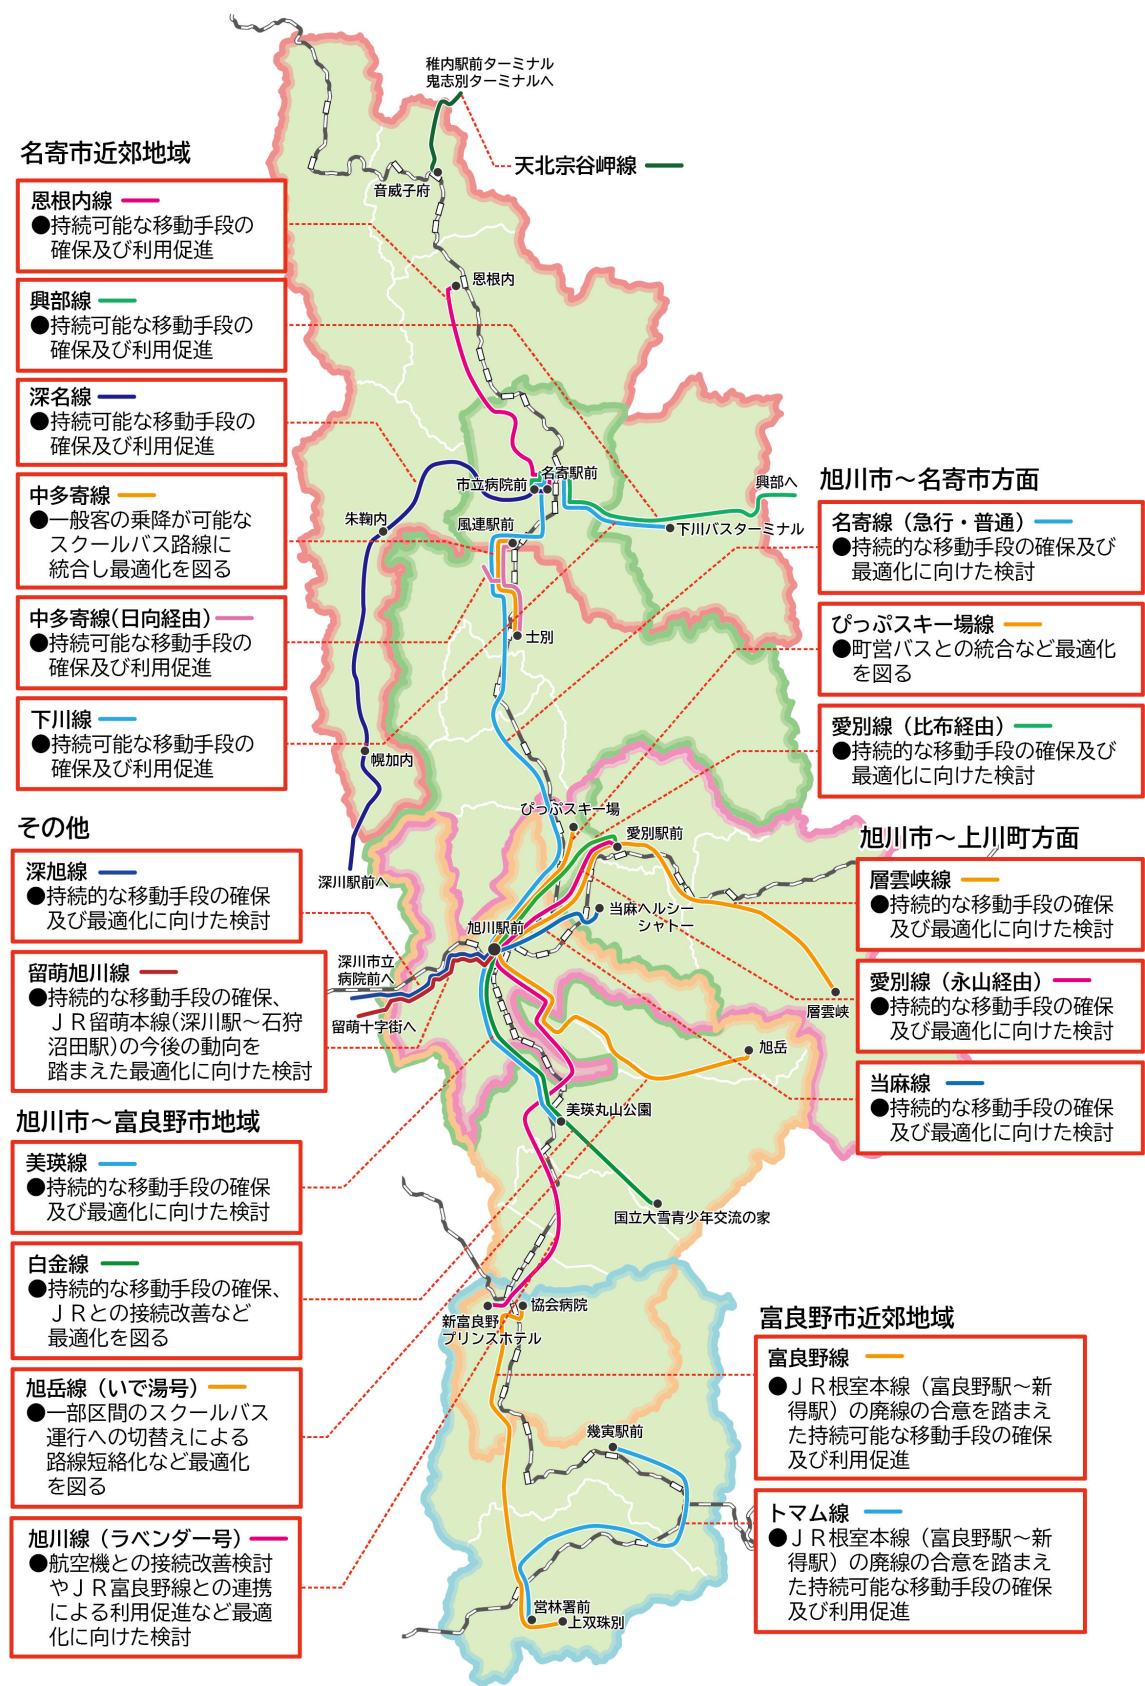 稚内駅前ターミナル
鬼志別ターミナルへ
天北宗谷岬線
音威子府
恩根内
名寄市近郊地域
恩根内線
●持続可能な移動手段の
確保及び利用促進
興部線
●持続可能な移動手段の
確保及び利用促進
深名線
●持続可能な移動手段の
確保及び利用促進
中多寄線
●一般客の乗降が可能な
スクールバス路線に
統合し最適化を図る
中多寄線(日向経由)
●持続可能な移動手段の
確保及び利用促進
下川線
●持続可能な移動手段の
確保及び利用促進
市立病院前
名寄駅前
興部へ
朱鞠内
風連駅前
下川バスターミナル
士別
幌加内
深川駅前へ
旭川市～名寄市方面
名寄線（急行・普通）
●持続的な移動手段の確保及び
最適化に向けた検討
ぴっぷスキー場線
●町営バスとの統合など最適化
を図る
愛別線（比布経由）
●持続的な移動手段の確保及び
最適化に向けた検討
ぴっぷスキー場
愛別駅前
当麻ヘルシー
シャトー
旭川駅前
深川市立
病院前へ
留萌十字街へ
層雲峡
旭岳
旭川市～上川町方面
層雲峡線
●持続的な移動手段の確保
及び最適化に向けた検討
愛別線（永山経由）
●持続的な移動手段の確保
及び最適化に向けた検討
当麻線
●持続的な移動手段の確保
及び最適化に向けた検討
その他
深旭線
●持続的な移動手段の確保
及び最適化に向けた検討
留萌旭川線
●持続的な移動手段の確保、
ＪＲ留萌本線(深川駅～石狩
沼田駅)の今後の動向を
踏まえた最適化に向けた検討
旭川市～富良野市地域
美瑛線
●持続的な移動手段の確保
及び最適化に向けた検討
白金線
●持続的な移動手段の確保、
ＪＲとの接続改善など
最適化を図る
旭岳線（いで湯号）
●一部区間のスクールバス
運行への切替えによる
路線短絡化など最適化
を図る
旭川線（ラベンダー号）
●航空機との接続改善検討
やＪＲ富良野線との連携
による利用促進など最適
化に向けた検討
美瑛丸山公園
国立大雪青少年交流の家
協会病院
新富良野
プリンスホテル
幾寅駅前
営林署前
上双珠別
富良野市近郊地域
富良野線
●ＪＲ根室本線（富良野駅～新
得駅）の廃線の合意を踏まえ
た持続可能な移動手段の確保
及び利用促進
トマム線
●ＪＲ根室本線（富良野駅～新
得駅）の廃線の合意を踏まえ
た持続可能な移動手段の確保
及び利用促進